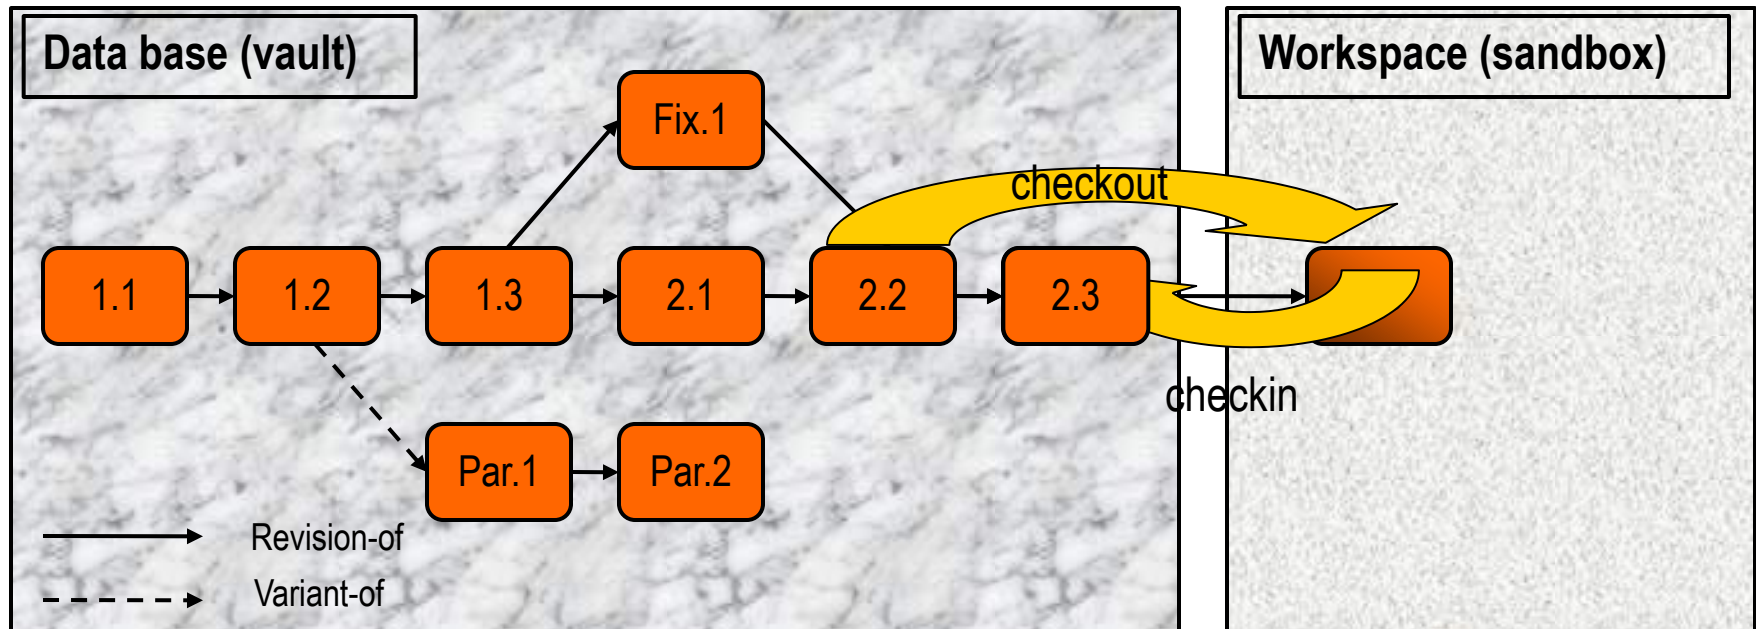 Data base (vault)
Workspace (sandbox)
Fix.1
checkout
1.1
1.2
1.3
2.1
2.2
2.3
checkin
Par.1
Par.2
Revision-of
Variant-of